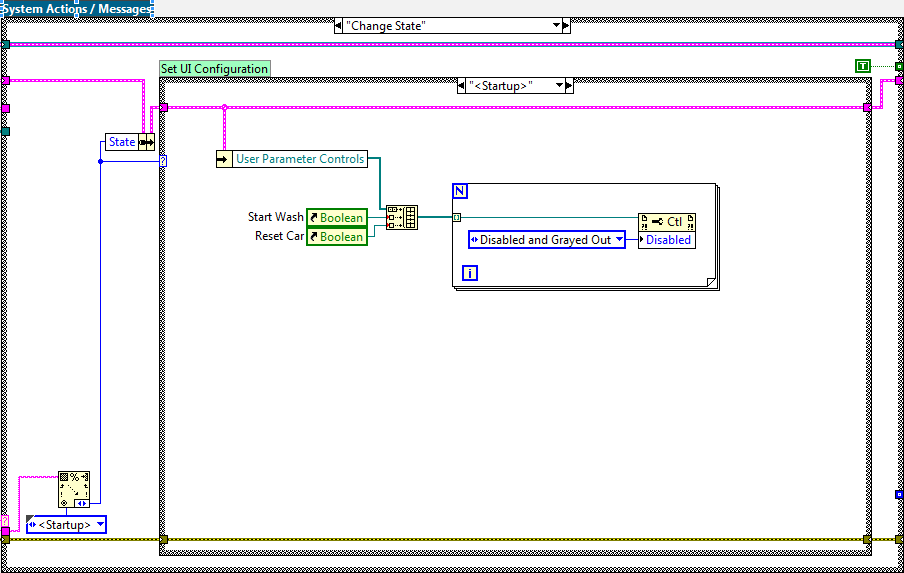 System Actions / Messages
"Change State"
T
Set UI Configuration
"<Startup>"
State
?
User Parameter Controls
N
Start Wash
Boolean
Ctl
Reset Car
Boolean
Disabled and Grayed Out
Disabled
i
%
?
<Startup>